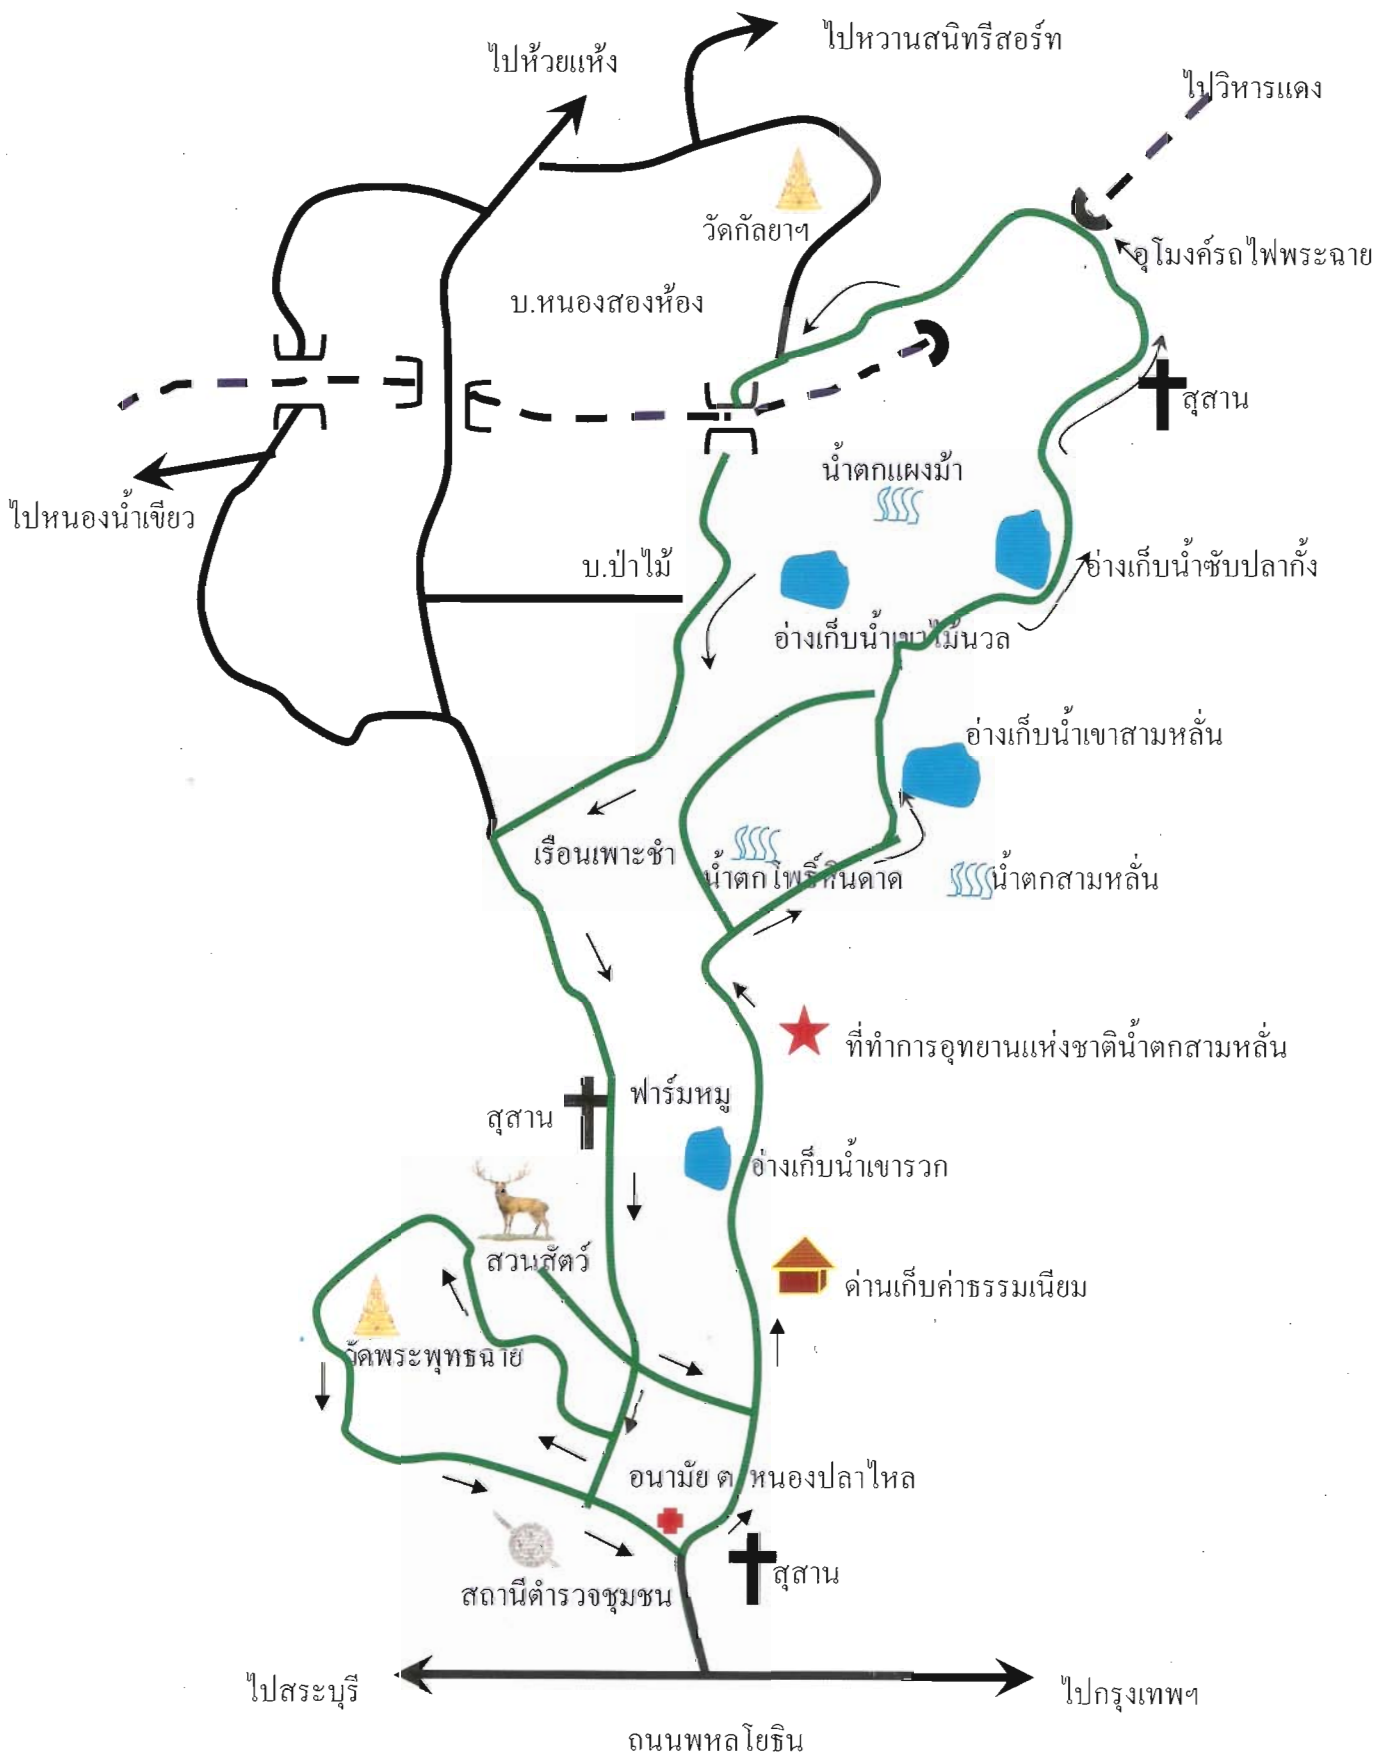 ไปหวานสนิทรีสอร์ท
ไปห้วยแห้ง
ไปวิหารแดง
วัดกัลยาฯ
อุโมงค์รถไฟพระฉาย
บ.หนองสองห้อง
สุสาน
น้ำตกแผงม้า
ไปหนองน้ำเขียว
บ.ป่าไม้
อ่างเก็บน้ำซับปลากั้ง
อ่างเก็บน้ำเขาไม้นวล
อ่างเก็บน้ำเขาสามหลั่น
เรือนเพาะชำ
น้ำตกโพธิ์หินดาด
น้ำตกสามหลั่น
ที่ทำการอุทยานแห่งชาติน้ำตกสามหลั่น
ฟาร์มหมู
สุสาน
อ่างเก็บน้ำเขารวก
สวนสัตว์
ด่านเก็บค่าธรรมเนียม
วัดพระพุทธฉาย
อนามัย ต.หนองปลาไหล
สุสาน
สถานีตำรวจชุมชน
ไปสระบุรี
ไปกรุงเทพฯ
ถนนพหลโยธิน